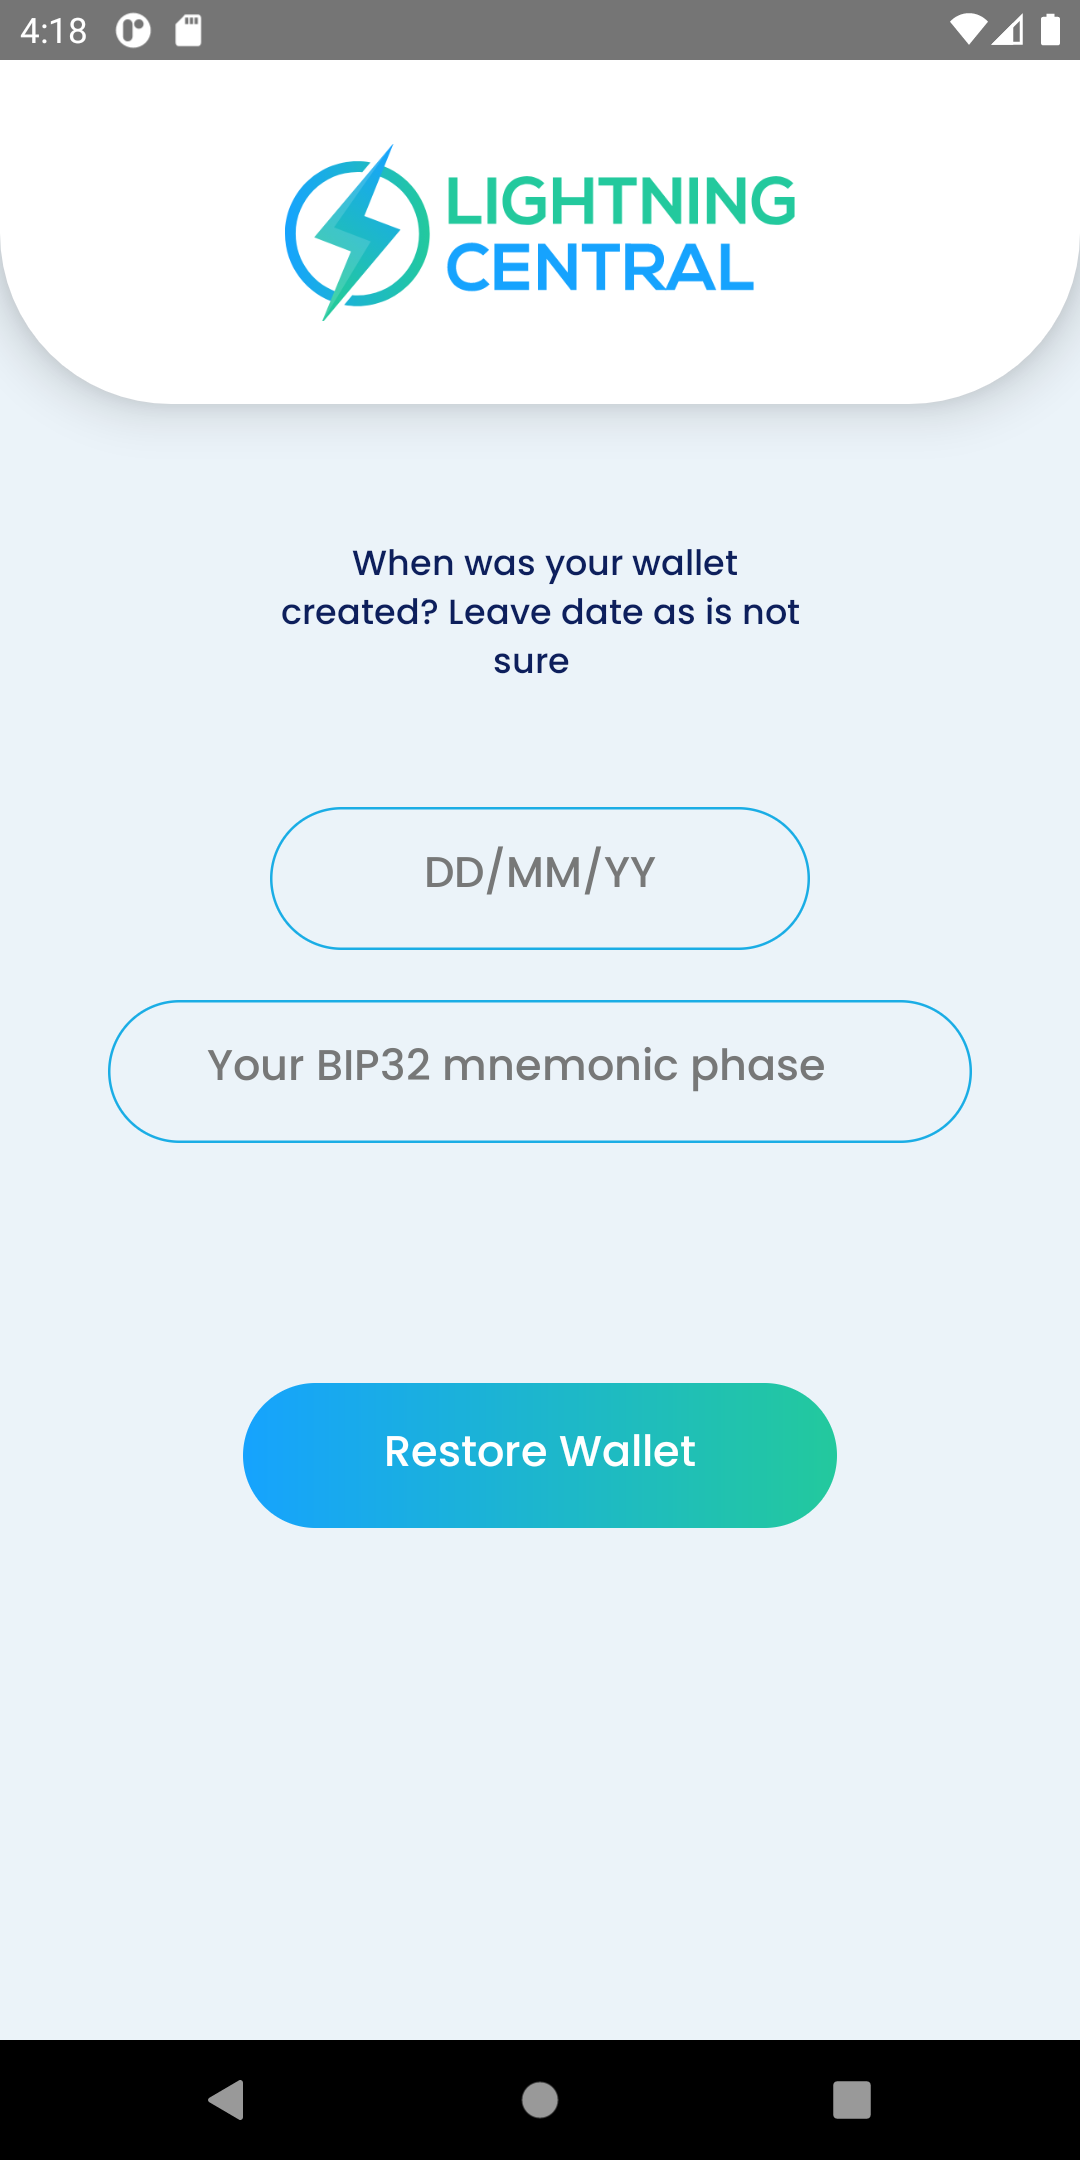 4:18
LIGHTNING
CENTRAL
When was your wallet
created? Leave date as is not
sure
DD/MM/YY
Your BIP32 mnemonic phase
Restore Wallet